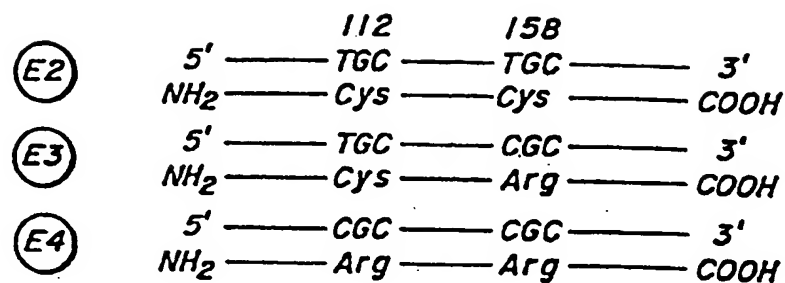 112 158
E2 5' TGC TGC 3'
NH2 Cys Cys COOH
E3 5' TGC CGC 3'
NH2 Cys Arg COOH
E4 5' CGC CGC 3'
NH2 Arg Arg COOH